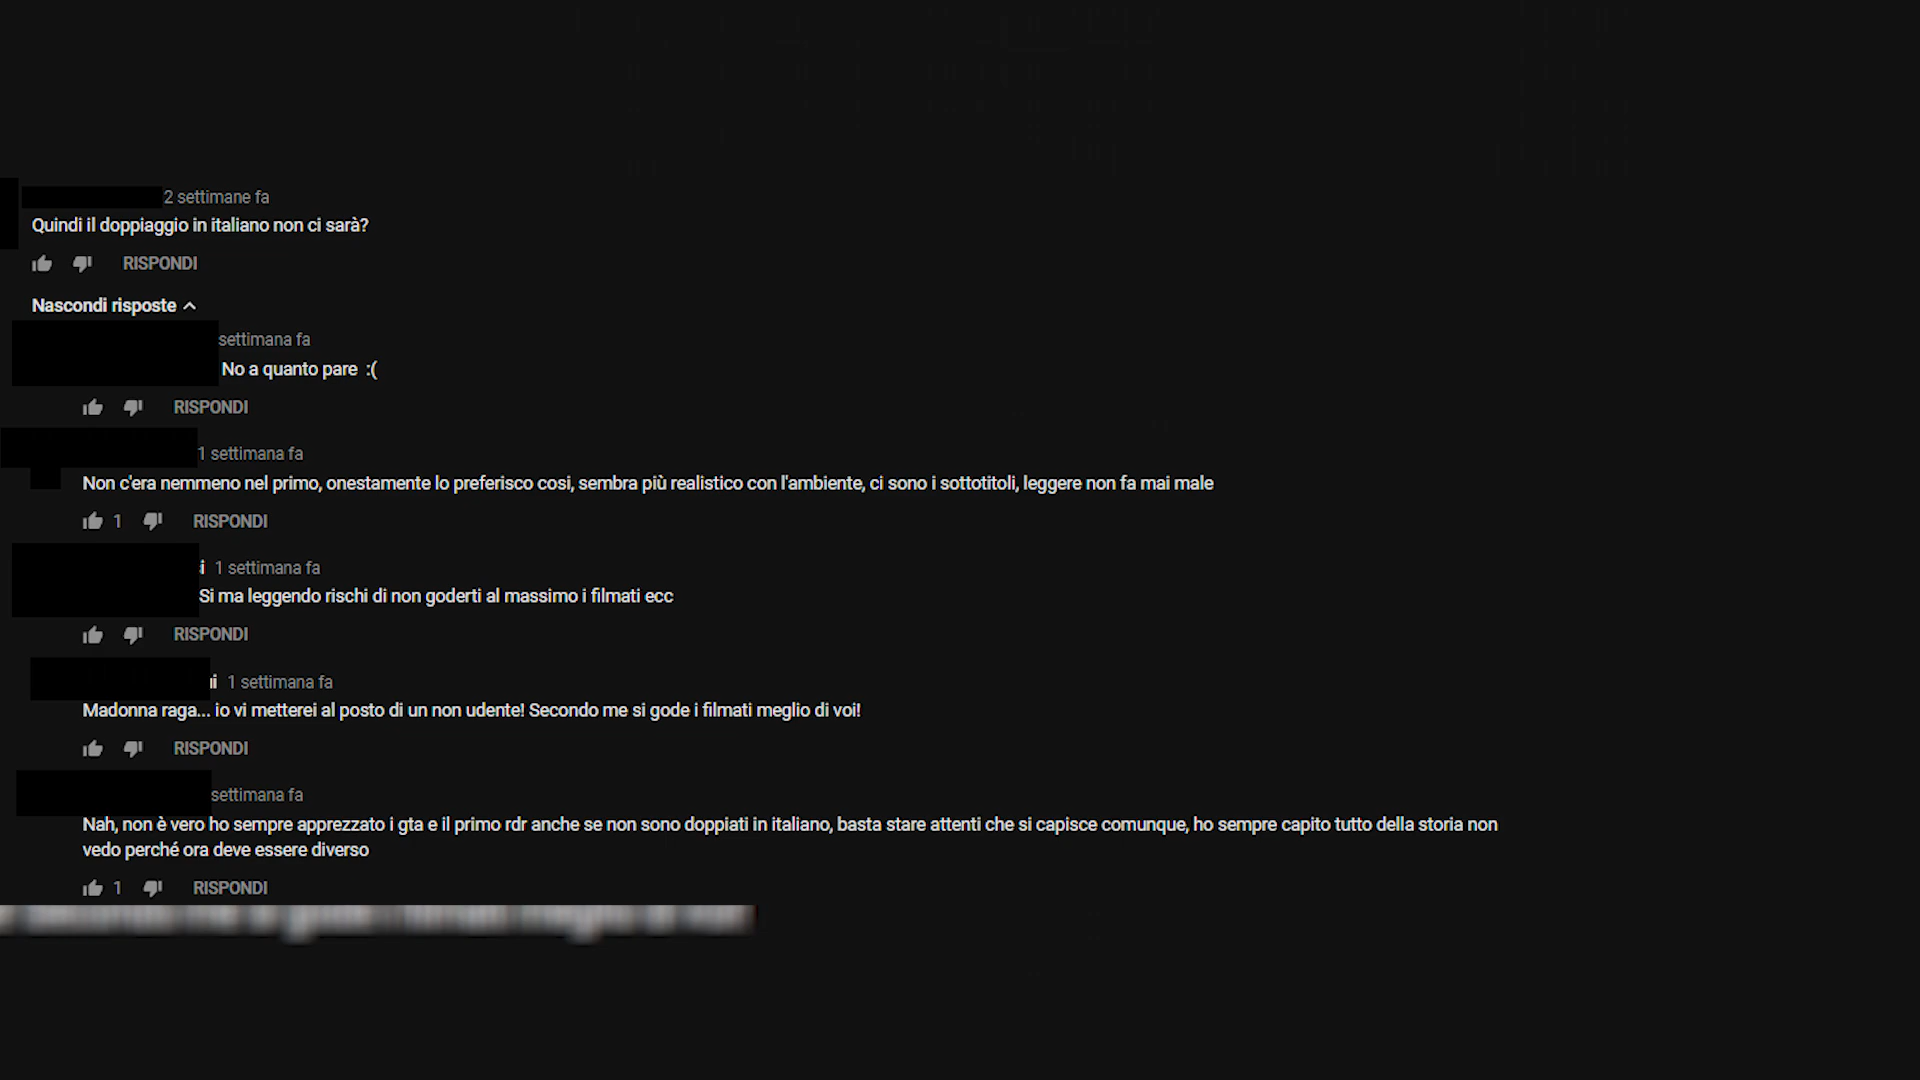 2 settimane fa
Quindi il doppiaggio in italiano non ci sarà?
RISPONDI
Nascondi risposte
settimana fa
No a quanto pare :(
RISPONDI
1 settimana fa
Non c'era nemmeno nel primo, onestamente lo preferisco cosi, sembra più realistico con l'ambiente, ci sono i sottotitoli, leggere non fa mai male
1 RISPONDI
i 1 settimana fa
Si ma leggendo rischi di non goderti al massimo i filmati ecc
RISPONDI
ui 1 settimana fa
Madonna raga... io vi metterei al posto di un non udente! Secondo me si gode i filmati meglio di voi!
RISPONDI
settimana fa
Nah, non è vero ho sempre apprezzato i gta e il primo rdr anche se non sono doppiati in italiano, basta stare attenti che si capisce comunque, ho sempre capito tutto della storia non
vedo perché ora deve essere diverso
1 RISPONDI